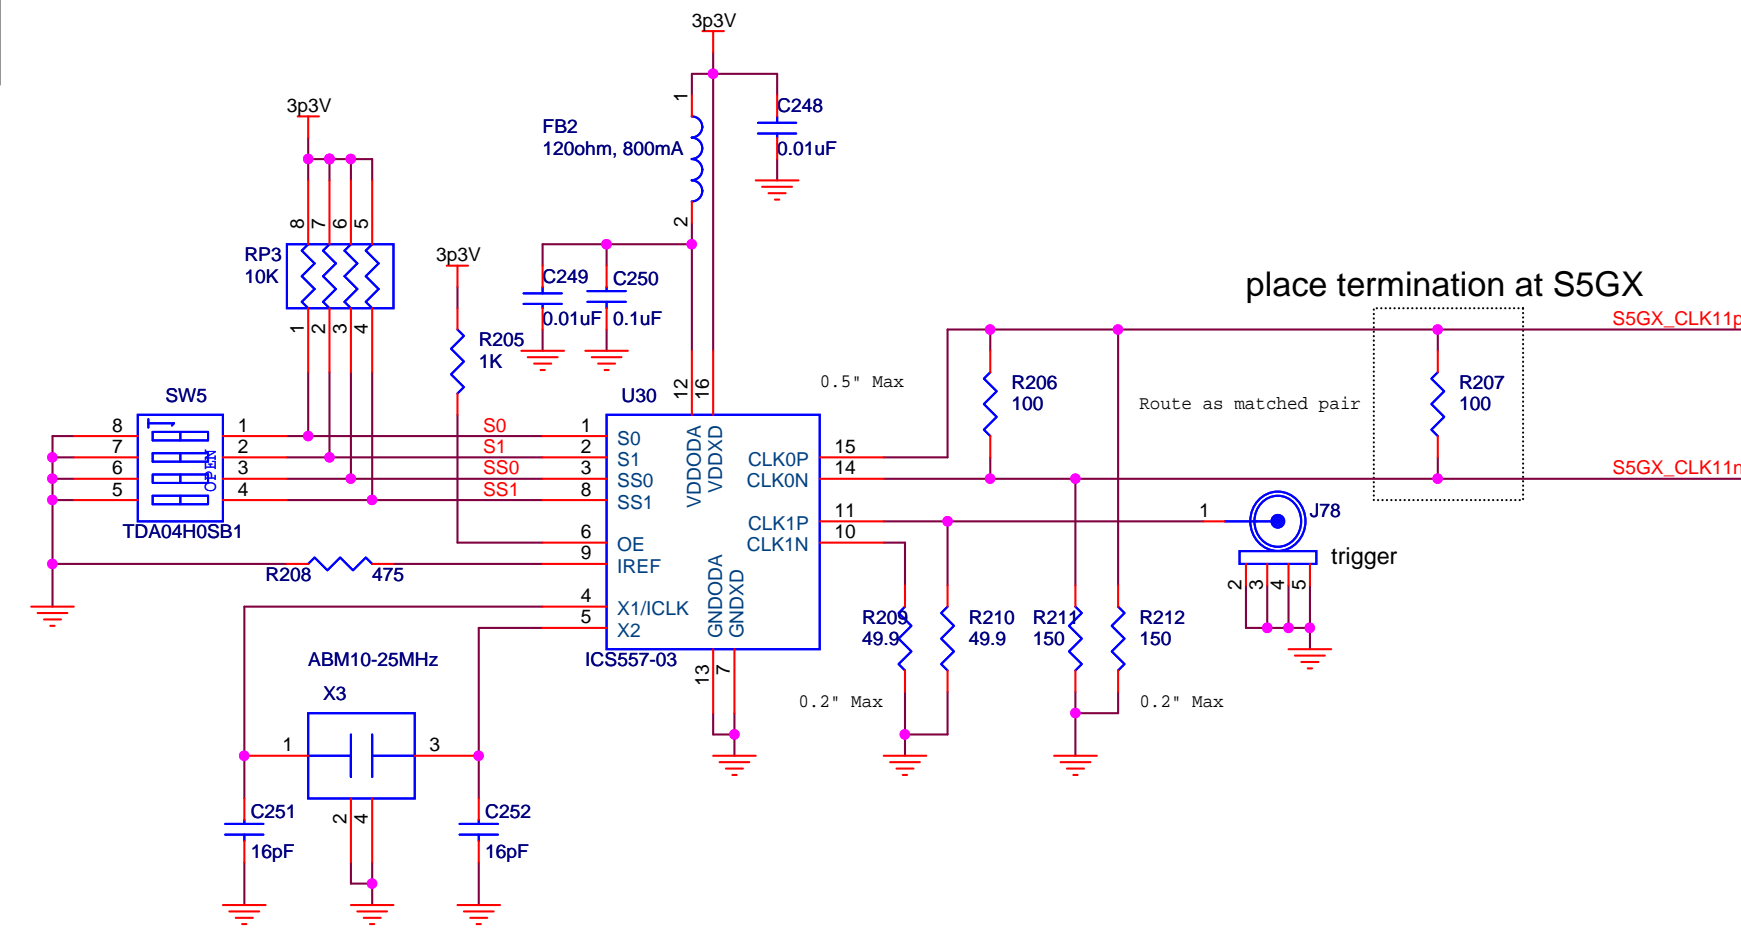 3p3V
C248
0.01uF
1
FB2
120ohm, 800mA
2
3p3V
8
7
6
5
RP3
10K
1
2
3
4
3p3V
C249
0.01uF
C250
0.1uF
R205
1K
place termination at S5GX
S5GX_CLK11p
S5GX_CLK11n
0.5" Max
R206
100
Route as matched pair
R207
100
SW5
8
7
6
5
1
OPEN
1
2
3
4
TDA04H0SB1
S0
S1
SS0
SS1
U30
12
16
1
2
3
8
6
9
4
5
S0
S1
SS0
SS1
OE
IREF
X1/ICLK
X2
VDDODA
VDDXD
CLK0P
CLK0N
CLK1P
CLK1N
GNDODA
GNDXD
15
14
11
10
13
7
ICS557-03
R208
475
1
J78
trigger
2
3
4
5
R209
49.9
R210
49.9
R211
150
R212
150
0.2" Max
0.2" Max
ABM10-25MHz
X3
1
3
2
4
C251
16pF
C252
16pF